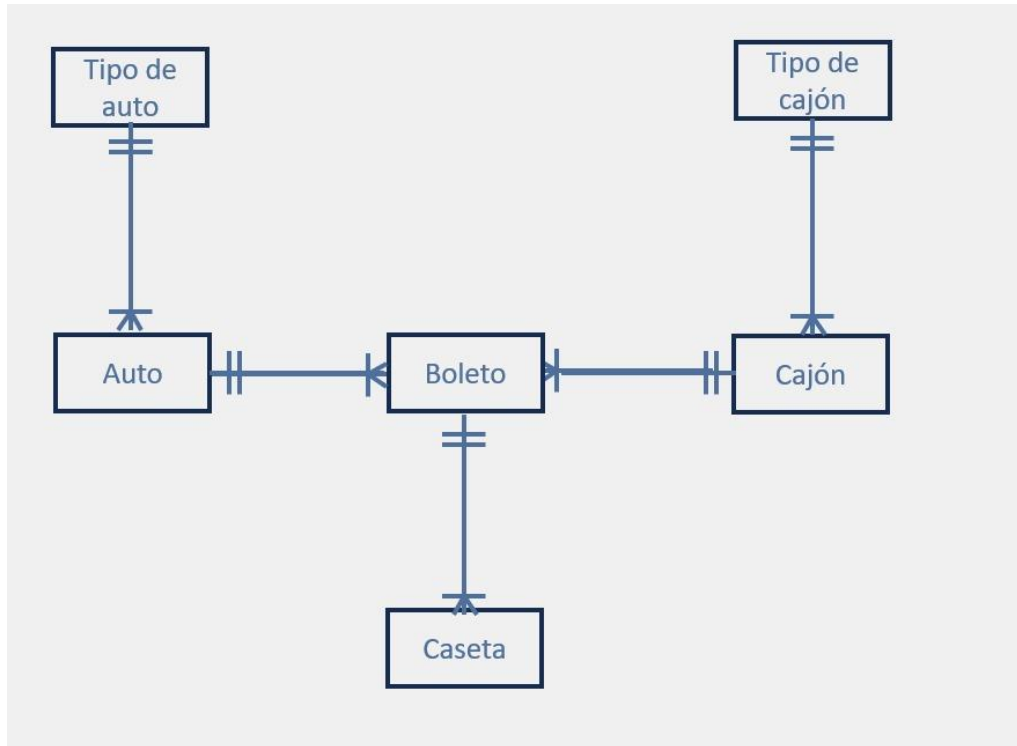 Tipo de
auto
Tipo de
cajón
Auto
Boleto
Cajón
Caseta